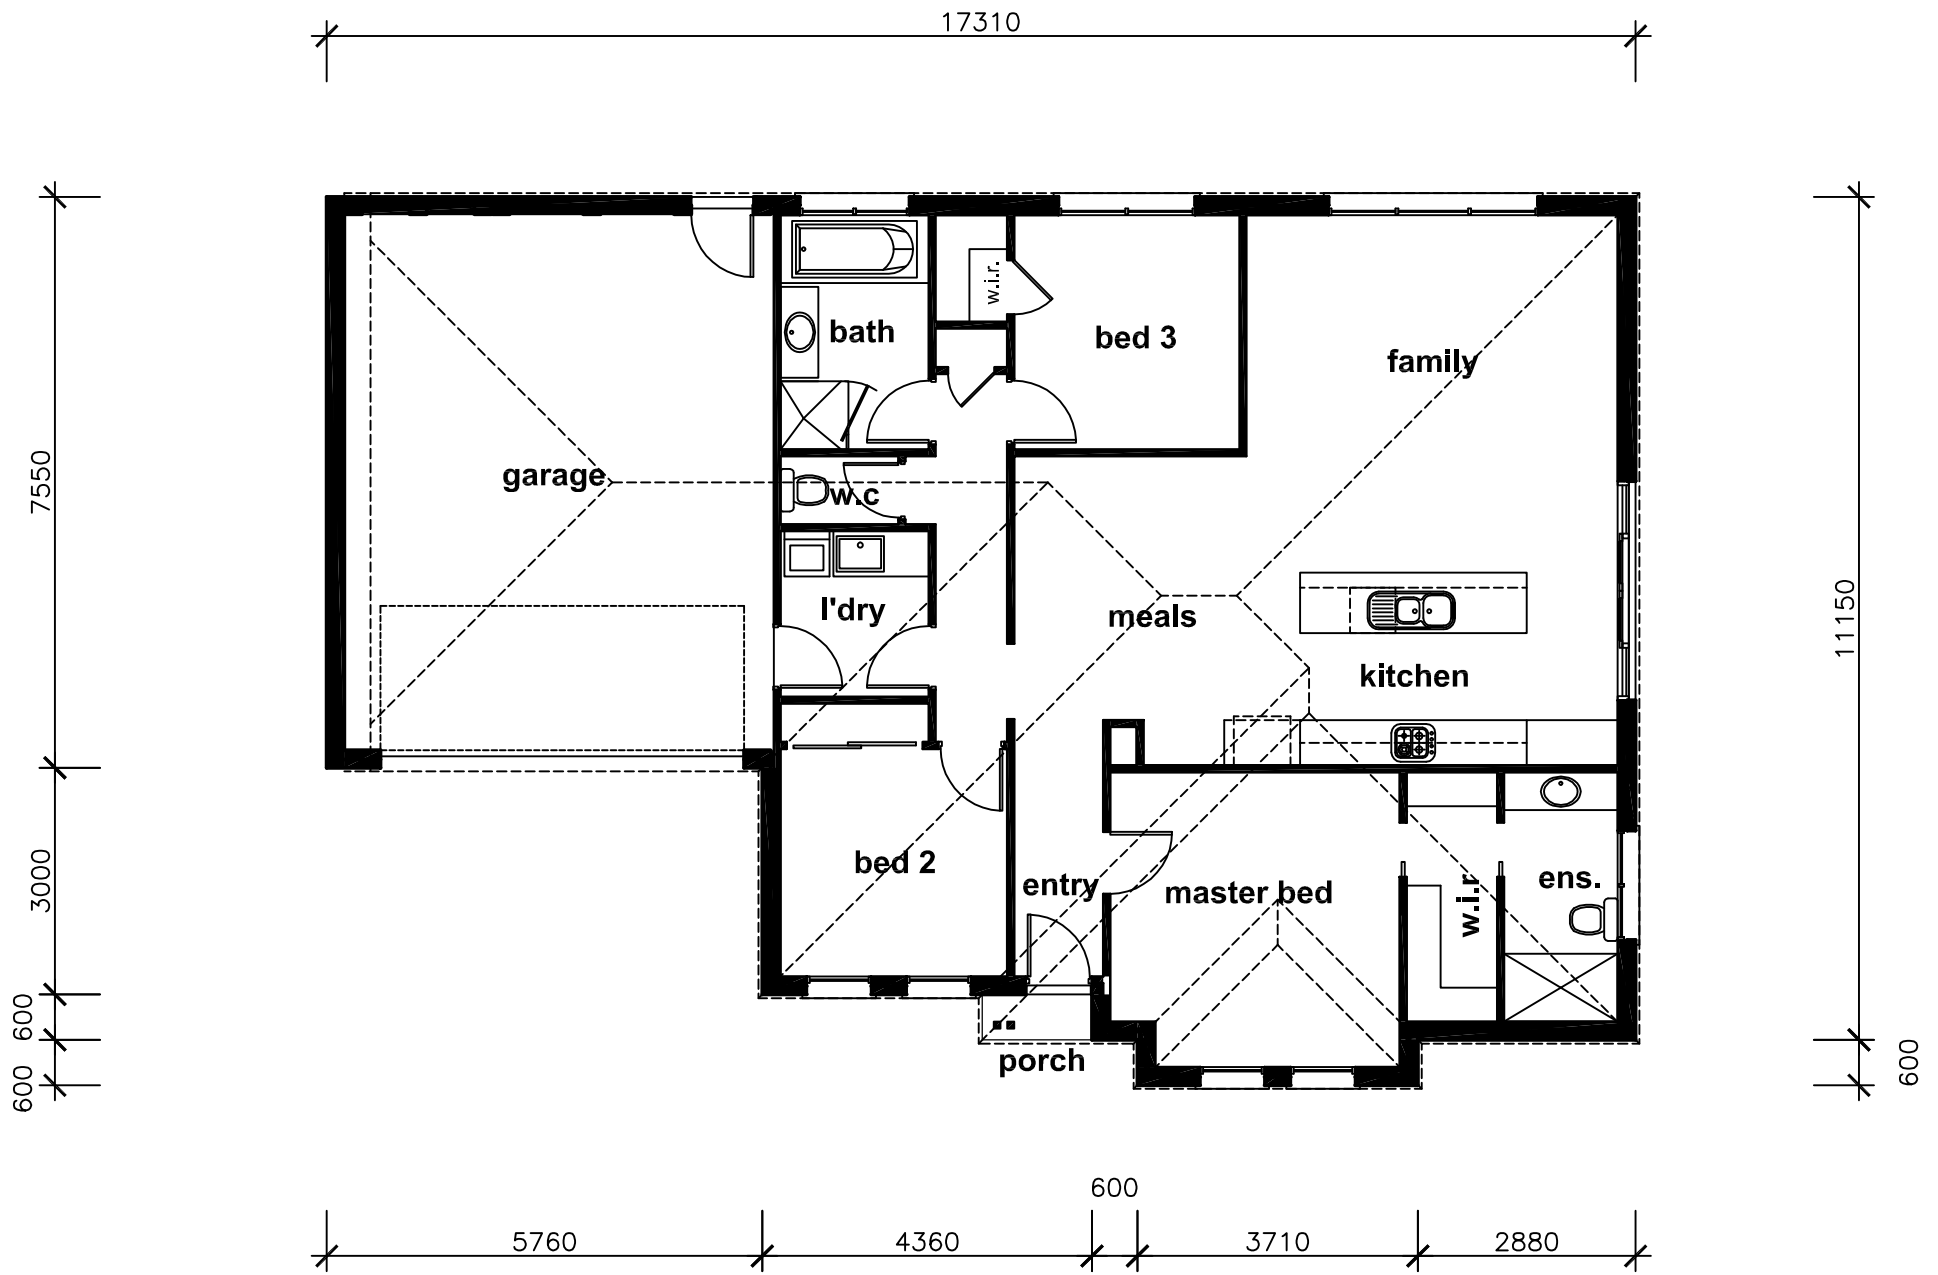 17310
w.i.r.
bath
bed 3
family
garage
w.c
7550
l'dry
meals
11150
kitchen
bed 2
entry
master bed
w.i.r
ens.
3000
600
porch
600
600
600
5760
4360
3710
2880